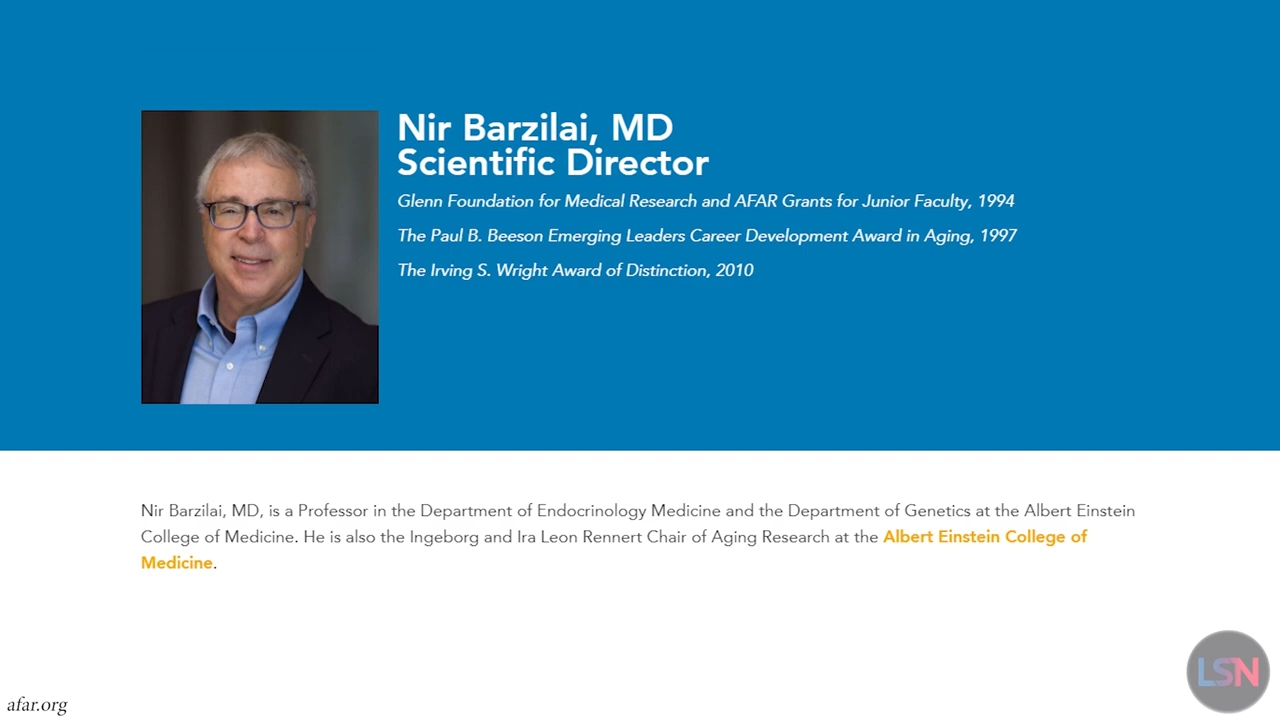 Nir Barzilai, MD
Scientific Director
Glenn Foundation for Medical Research and AFAR Grants for Junior Faculty, 1994
The Paul B. Beeson Emerging Leaders Career Development Award in Aging, 1997
The Irving S. Wright Award of Distinction, 2010
Nir Barzilai, MD, is a Professor in the Department of Endocrinology Medicine and the Department of Genetics at the Albert Einstein
College of Medicine. He is also the Ingeborg and Ira Leon Rennert Chair of Aging Research at the Albert Einstein College of
Medicine.
LSN
afar.org